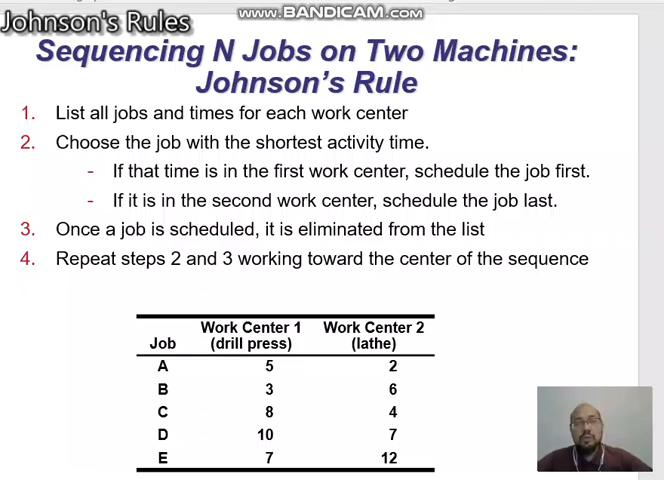 www.BANDICAM.com
Johnson's Rules
Sequencing N Jobs on Two Machines:
Johnson's Rule
1. List all jobs and times for each work center
2. Choose the job with the shortest activity time.
- If that time is in the first work center, schedule the job first.
- If it is in the second work center, schedule the job last.
3. Once a job is scheduled, it is eliminated from the list
4. Repeat steps 2 and 3 working toward the center of the sequence
Work Center 1 Work Center 2
Job (drill press) (lathe)
A 5 2
B 3 6
C 8 4
D 10 7
E 7 12